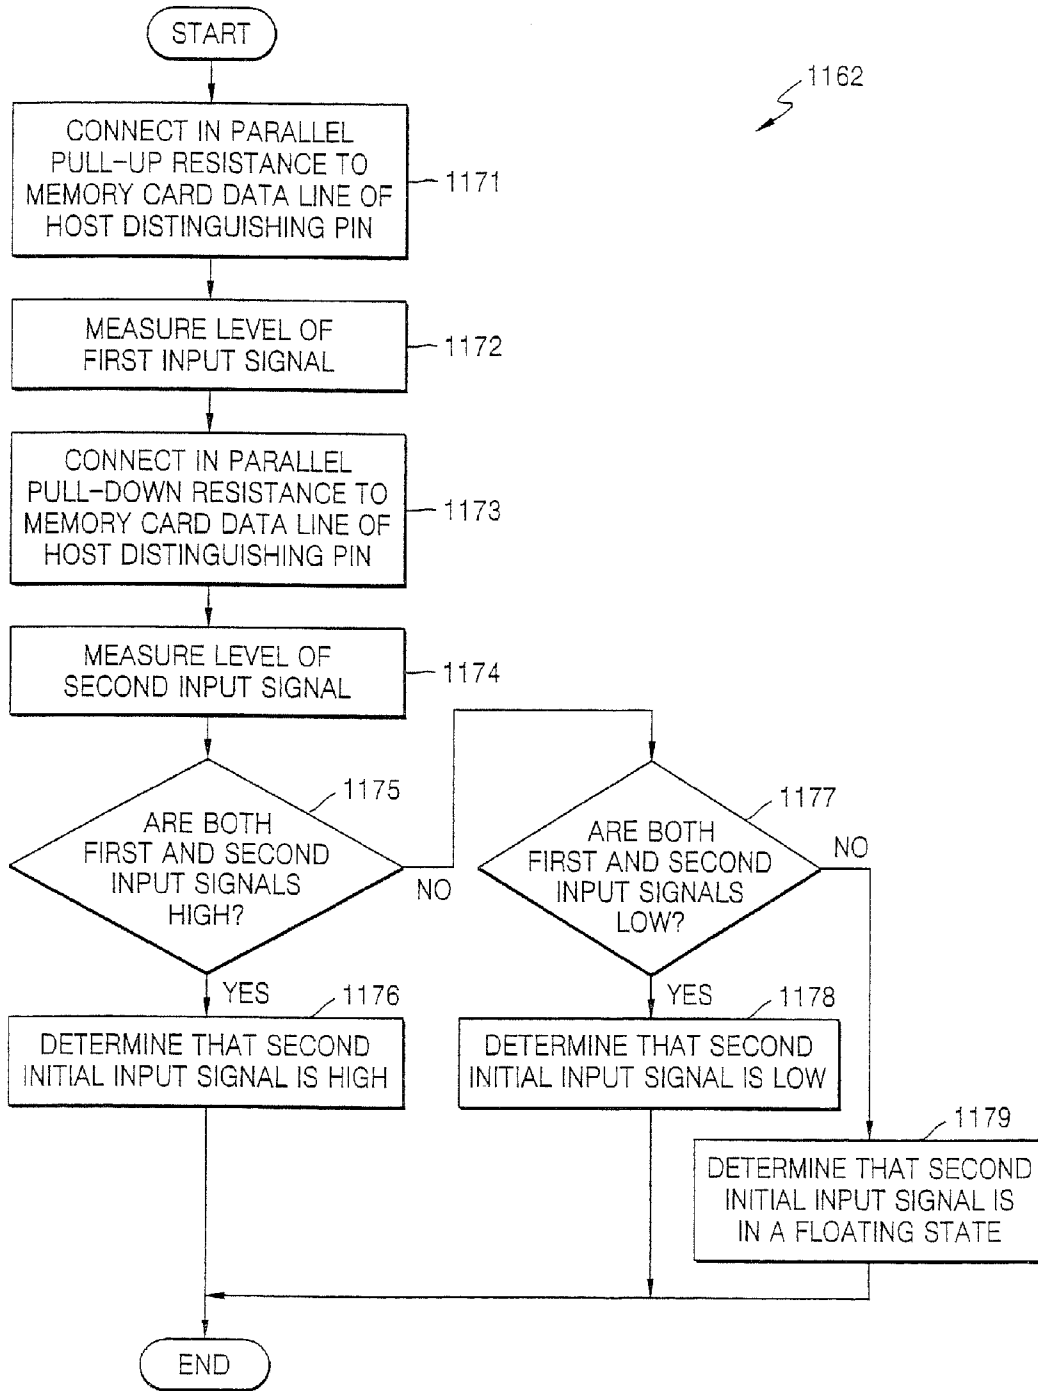 START
1162
CONNECT IN PARALLEL
PULL-UP RESISTANCE TO
MEMORY CARD DATA LINE OF
HOST DISTINGUISHING PIN
1171
MEASURE LEVEL OF
FIRST INPUT SIGNAL
1172
CONNECT IN PARALLEL
PULL-DOWN RESISTANCE TO
MEMORY CARD DATA LINE OF
HOST DISTINGUISHING PIN
1173
MEASURE LEVEL OF
SECOND INPUT SIGNAL
1174
1175
ARE BOTH
FIRST AND SECOND
INPUT SIGNALS
HIGH?
NO
YES
1177
ARE BOTH
FIRST AND SECOND
INPUT SIGNALS
LOW?
NO
YES
1176
DETERMINE THAT SECOND
INITIAL INPUT SIGNAL IS HIGH
1178
DETERMINE THAT SECOND
INITIAL INPUT SIGNAL IS LOW
1179
DETERMINE THAT SECOND
INITIAL INPUT SIGNAL IS
IN A FLOATING STATE
END